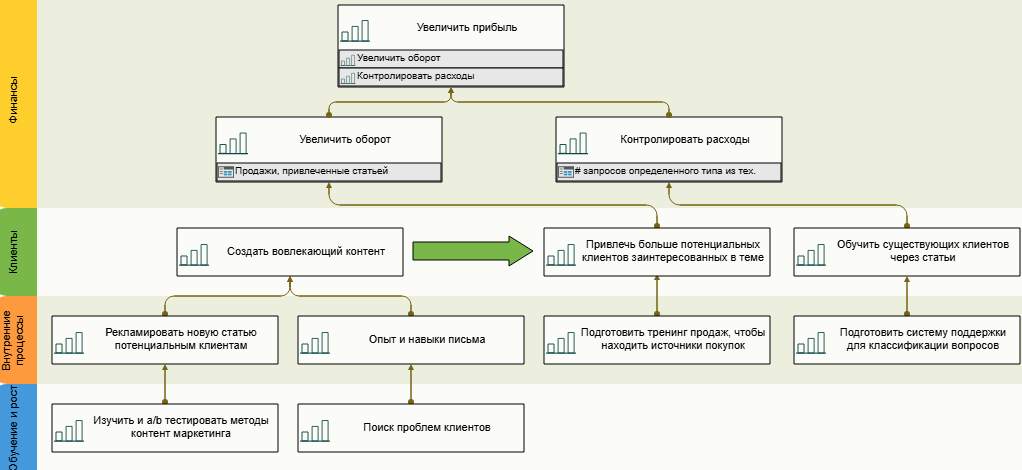 Финансы
Увеличить прибыль
Увеличить оборот
Контролировать расходы
Увеличить оборот
Продажи, привлеченные статьей
Контролировать расходы
# запросов определенного типа из тех.
Клиенты
Создать вовлекающий контент
Привлечь больше потенциальных
клиентов заинтересованных в теме
Обучить существующих клиентов
через статьи
Внутренние
процессы
Рекламировать новую статью
потенциальным клиентам
Опыт и навыки письма
Подготовить тренинг продаж, чтобы
находить источники покупок
Подготовить систему поддержки
для классификации вопросов
Обучение и рост
Изучить и a/b тестировать методы
контент маркетинга
Поиск проблем клиентов